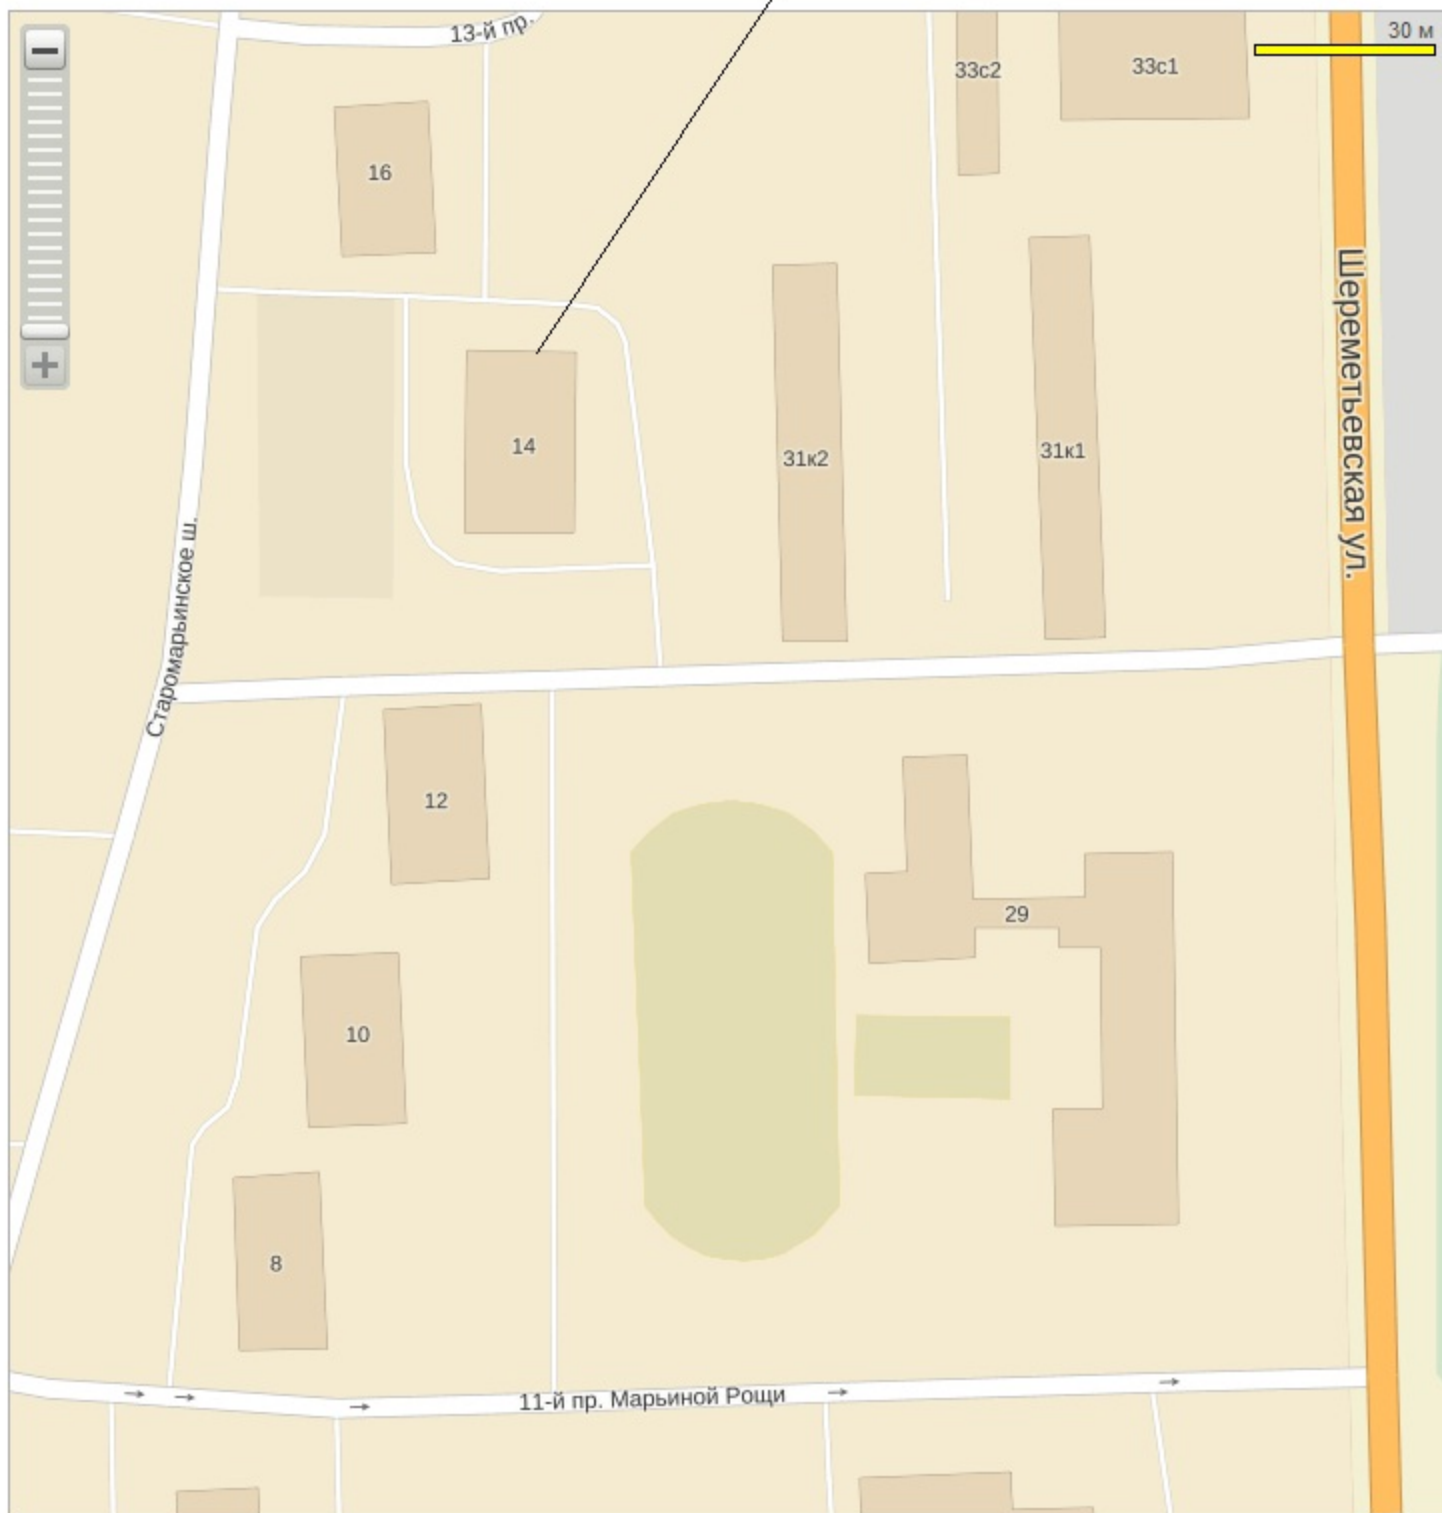 13-й пр.
30 м
33с2
33с1
16
Шереметьевская ул.
14
31к2
31к1
Старомарьинское ш.
12
29
10
8
11-й пр. Марьиной Рощи